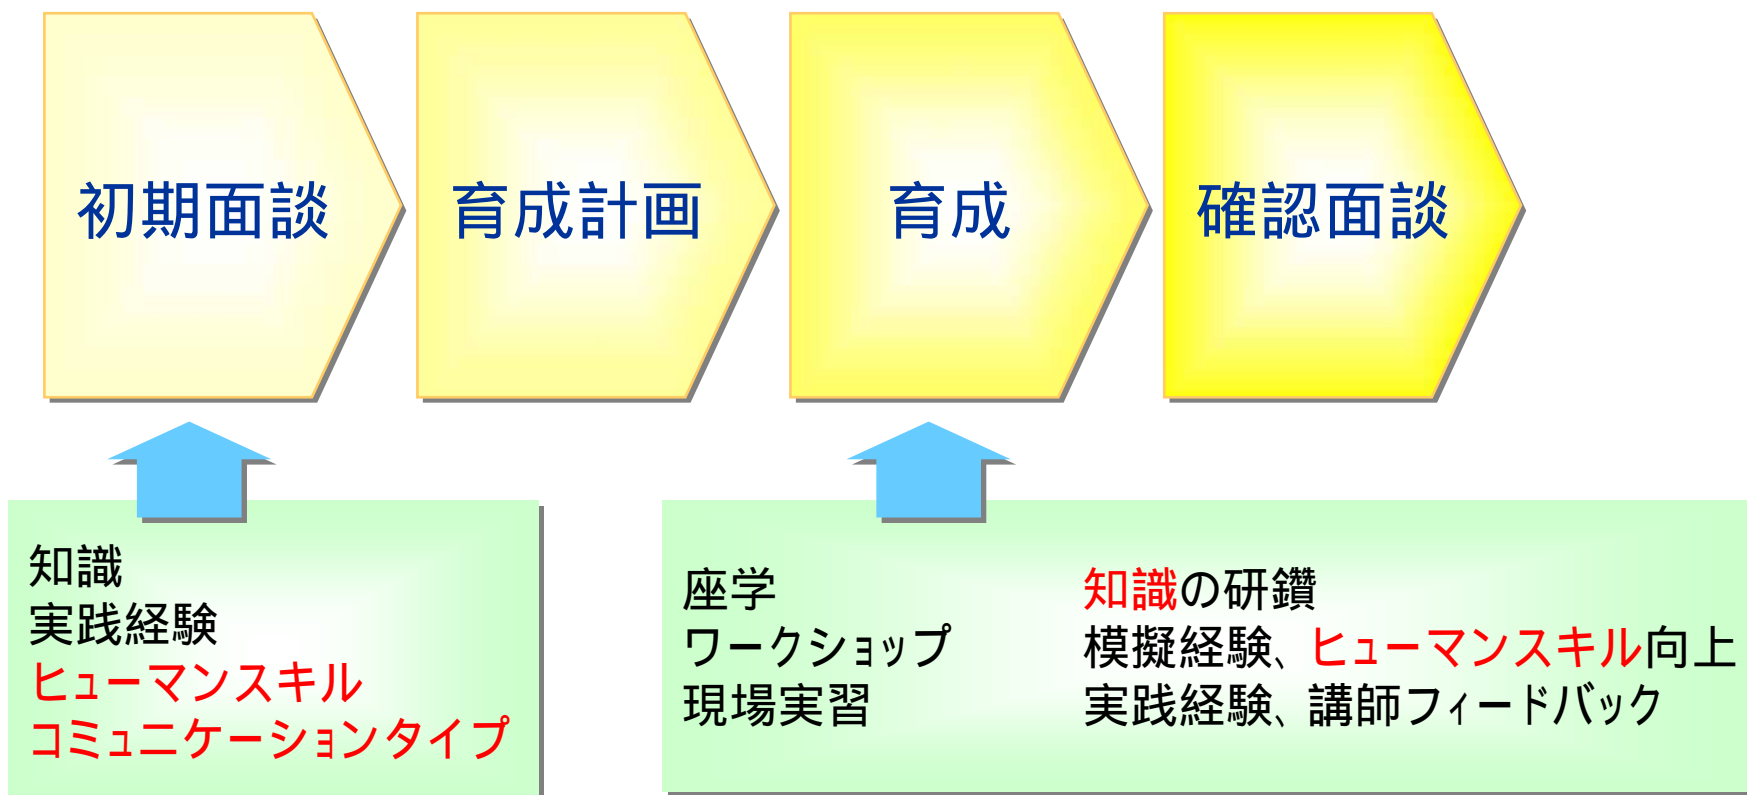 初期面談
育成計画
育成
確認面談
知識
実践経験
ヒューマンスキル
コミュニケーションタイプ
座学 知識の研鑽
ワークショップ 模擬経験、ヒューマンスキル向上
現場実習 実践経験、講師フィードバック